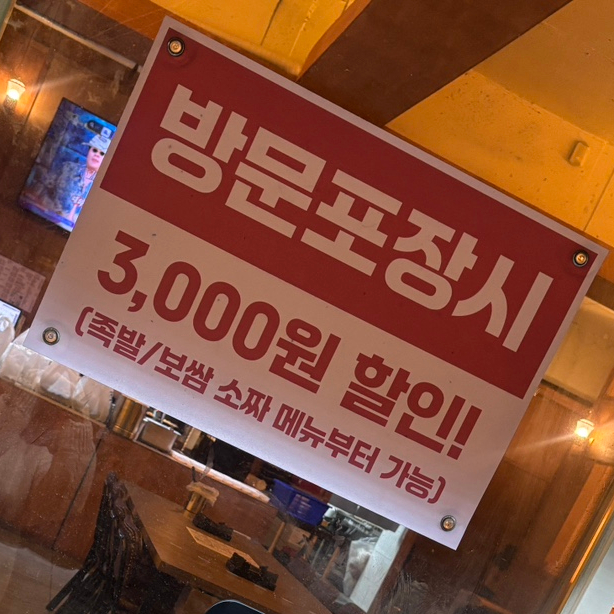 방문포장시
3,000원 할인!
(족발/보쌈 소짜 메뉴부터 가능)